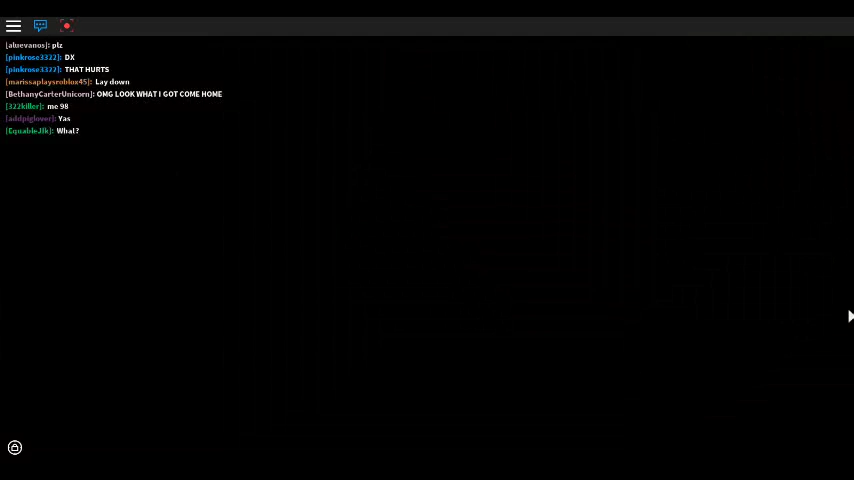 [aluevanos]: plz
[pinkrose3322]: DX
[pinkrose3322]: THAT HURTS
[marissaplaysroblox45]: Lay down
[BethanyCarterUnicorn]: OMG LOOK WHAT I GOT COME HOME
[322killer]: me 98
[addpiglover]: Yas
[EquableJfk]: What?